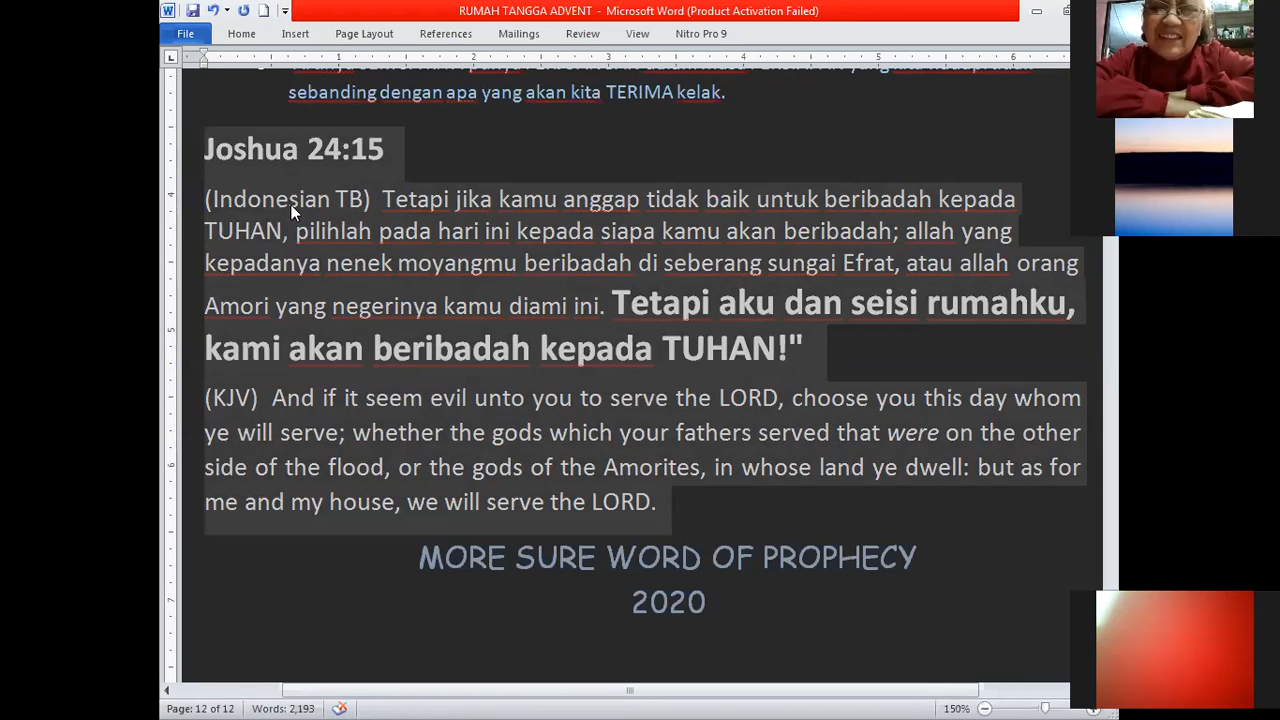 RUMAH TANGGA ADVENT - Microsoft Word (Product Activation Failed)
File Home Insert Page Layout References Mailings Review View Nitro Pro 9
2 3 4 5 6
sebanding dengan apa yang akan kita TERIMA kelak.
Joshua 24:15
(Indonesian TB) Tetapi jika kamu anggap tidak baik untuk beribadah kepada
TUHAN, pilihlah pada hari ini kepada siapa kamu akan beribadah; allah yang
kepadanya nenek moyangmu beribadah di seberang sungai Efrat, atau allah orang
Amori yang negerinya kamu diami ini. Tetapi aku dan seisi rumahku,
kami akan beribadah kepada TUHAN!"
(KJV) And if it seem evil unto you to serve the LORD, choose you this day whom
ye will serve; whether the gods which your fathers served that were on the other
side of the flood, or the gods of the Amorites, in whose land ye dwell: but as for
me and my house, we will serve the LORD.
MORE SURE WORD OF PROPHECY
2020
Page: 12 of 12 Words: 2,193 150%